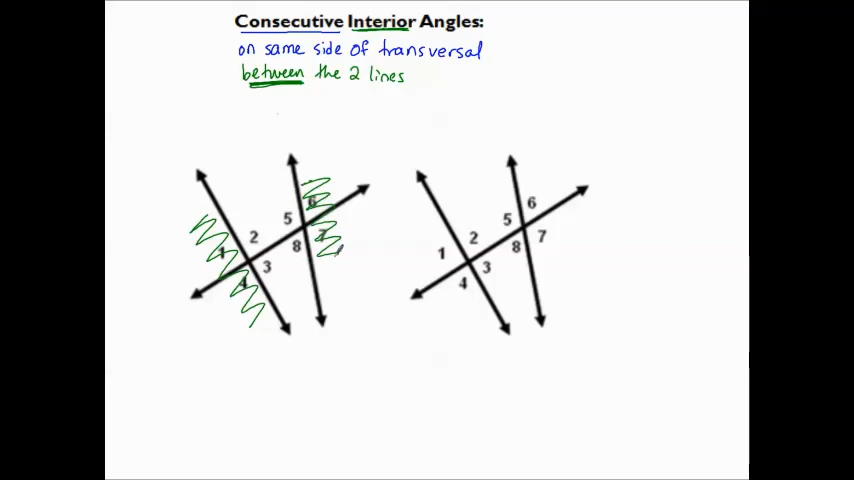 Consecutive Interior Angles:
on same side of transversal
between the 2 lines
6 6
5 5
2 2
7 7
8 8
1 1
3 3
4 4